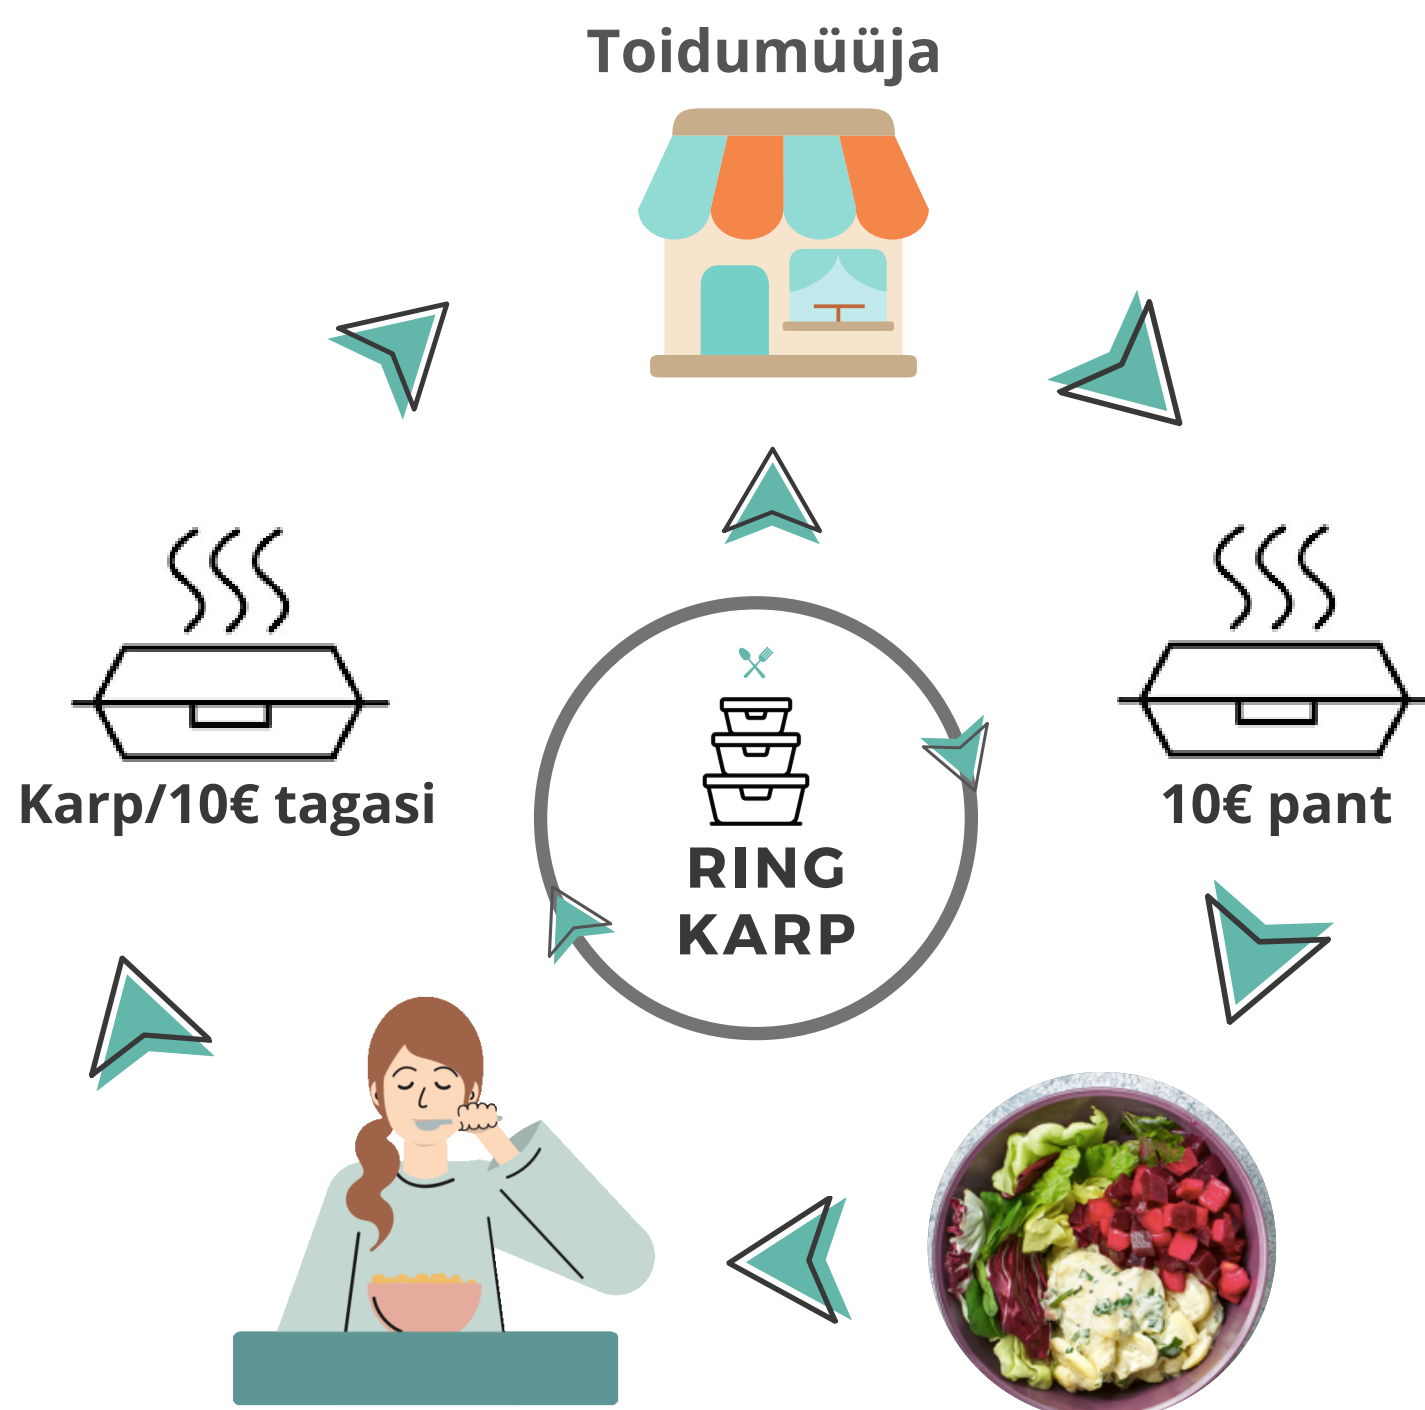 Toidumüüja
Karp/10€ tagasi
10€ pant
RING
KARP